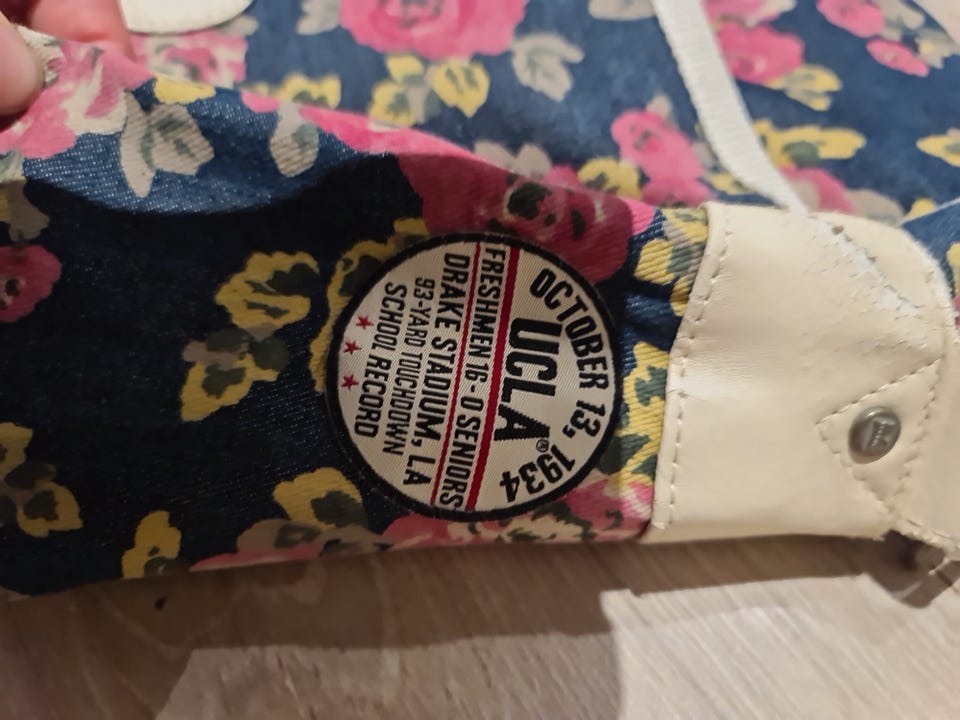 OCTOBER 13, 1934
UCLA®
FRESHMEN 16-0 SENIORS
DRAKE STADIUM, LA
93-YARD TOUCHDOWN
SCHOOL RECORD